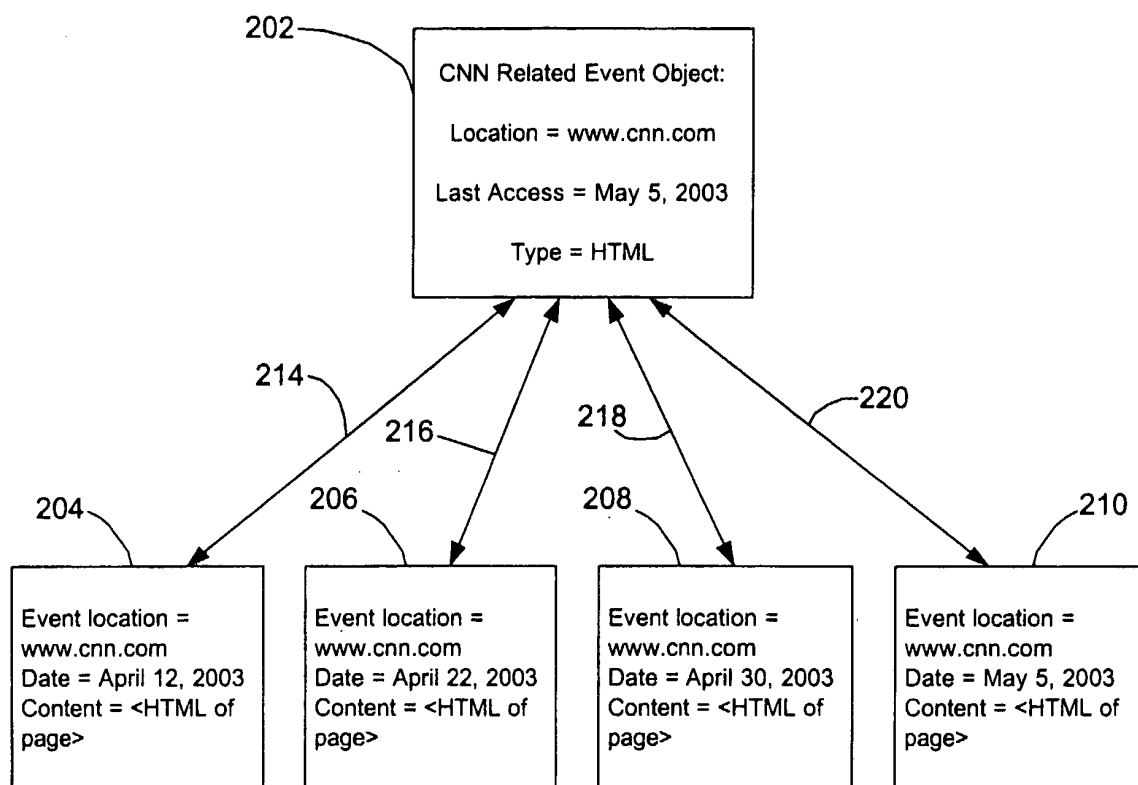 202
CNN Related Event Object:
Location = www.cnn.com
Last Access = May 5, 2003
Type = HTML
214
216
218
220
204
206
208
210
Event location =
www.cnn.com
Date = April 12, 2003
Content = <HTML of
page>
Event location =
www.cnn.com
Date = April 22, 2003
Content = <HTML of
page>
Event location =
www.cnn.com
Date = April 30, 2003
Content = <HTML of
page>
Event location =
www.cnn.com
Date = May 5, 2003
Content = <HTML of
page>